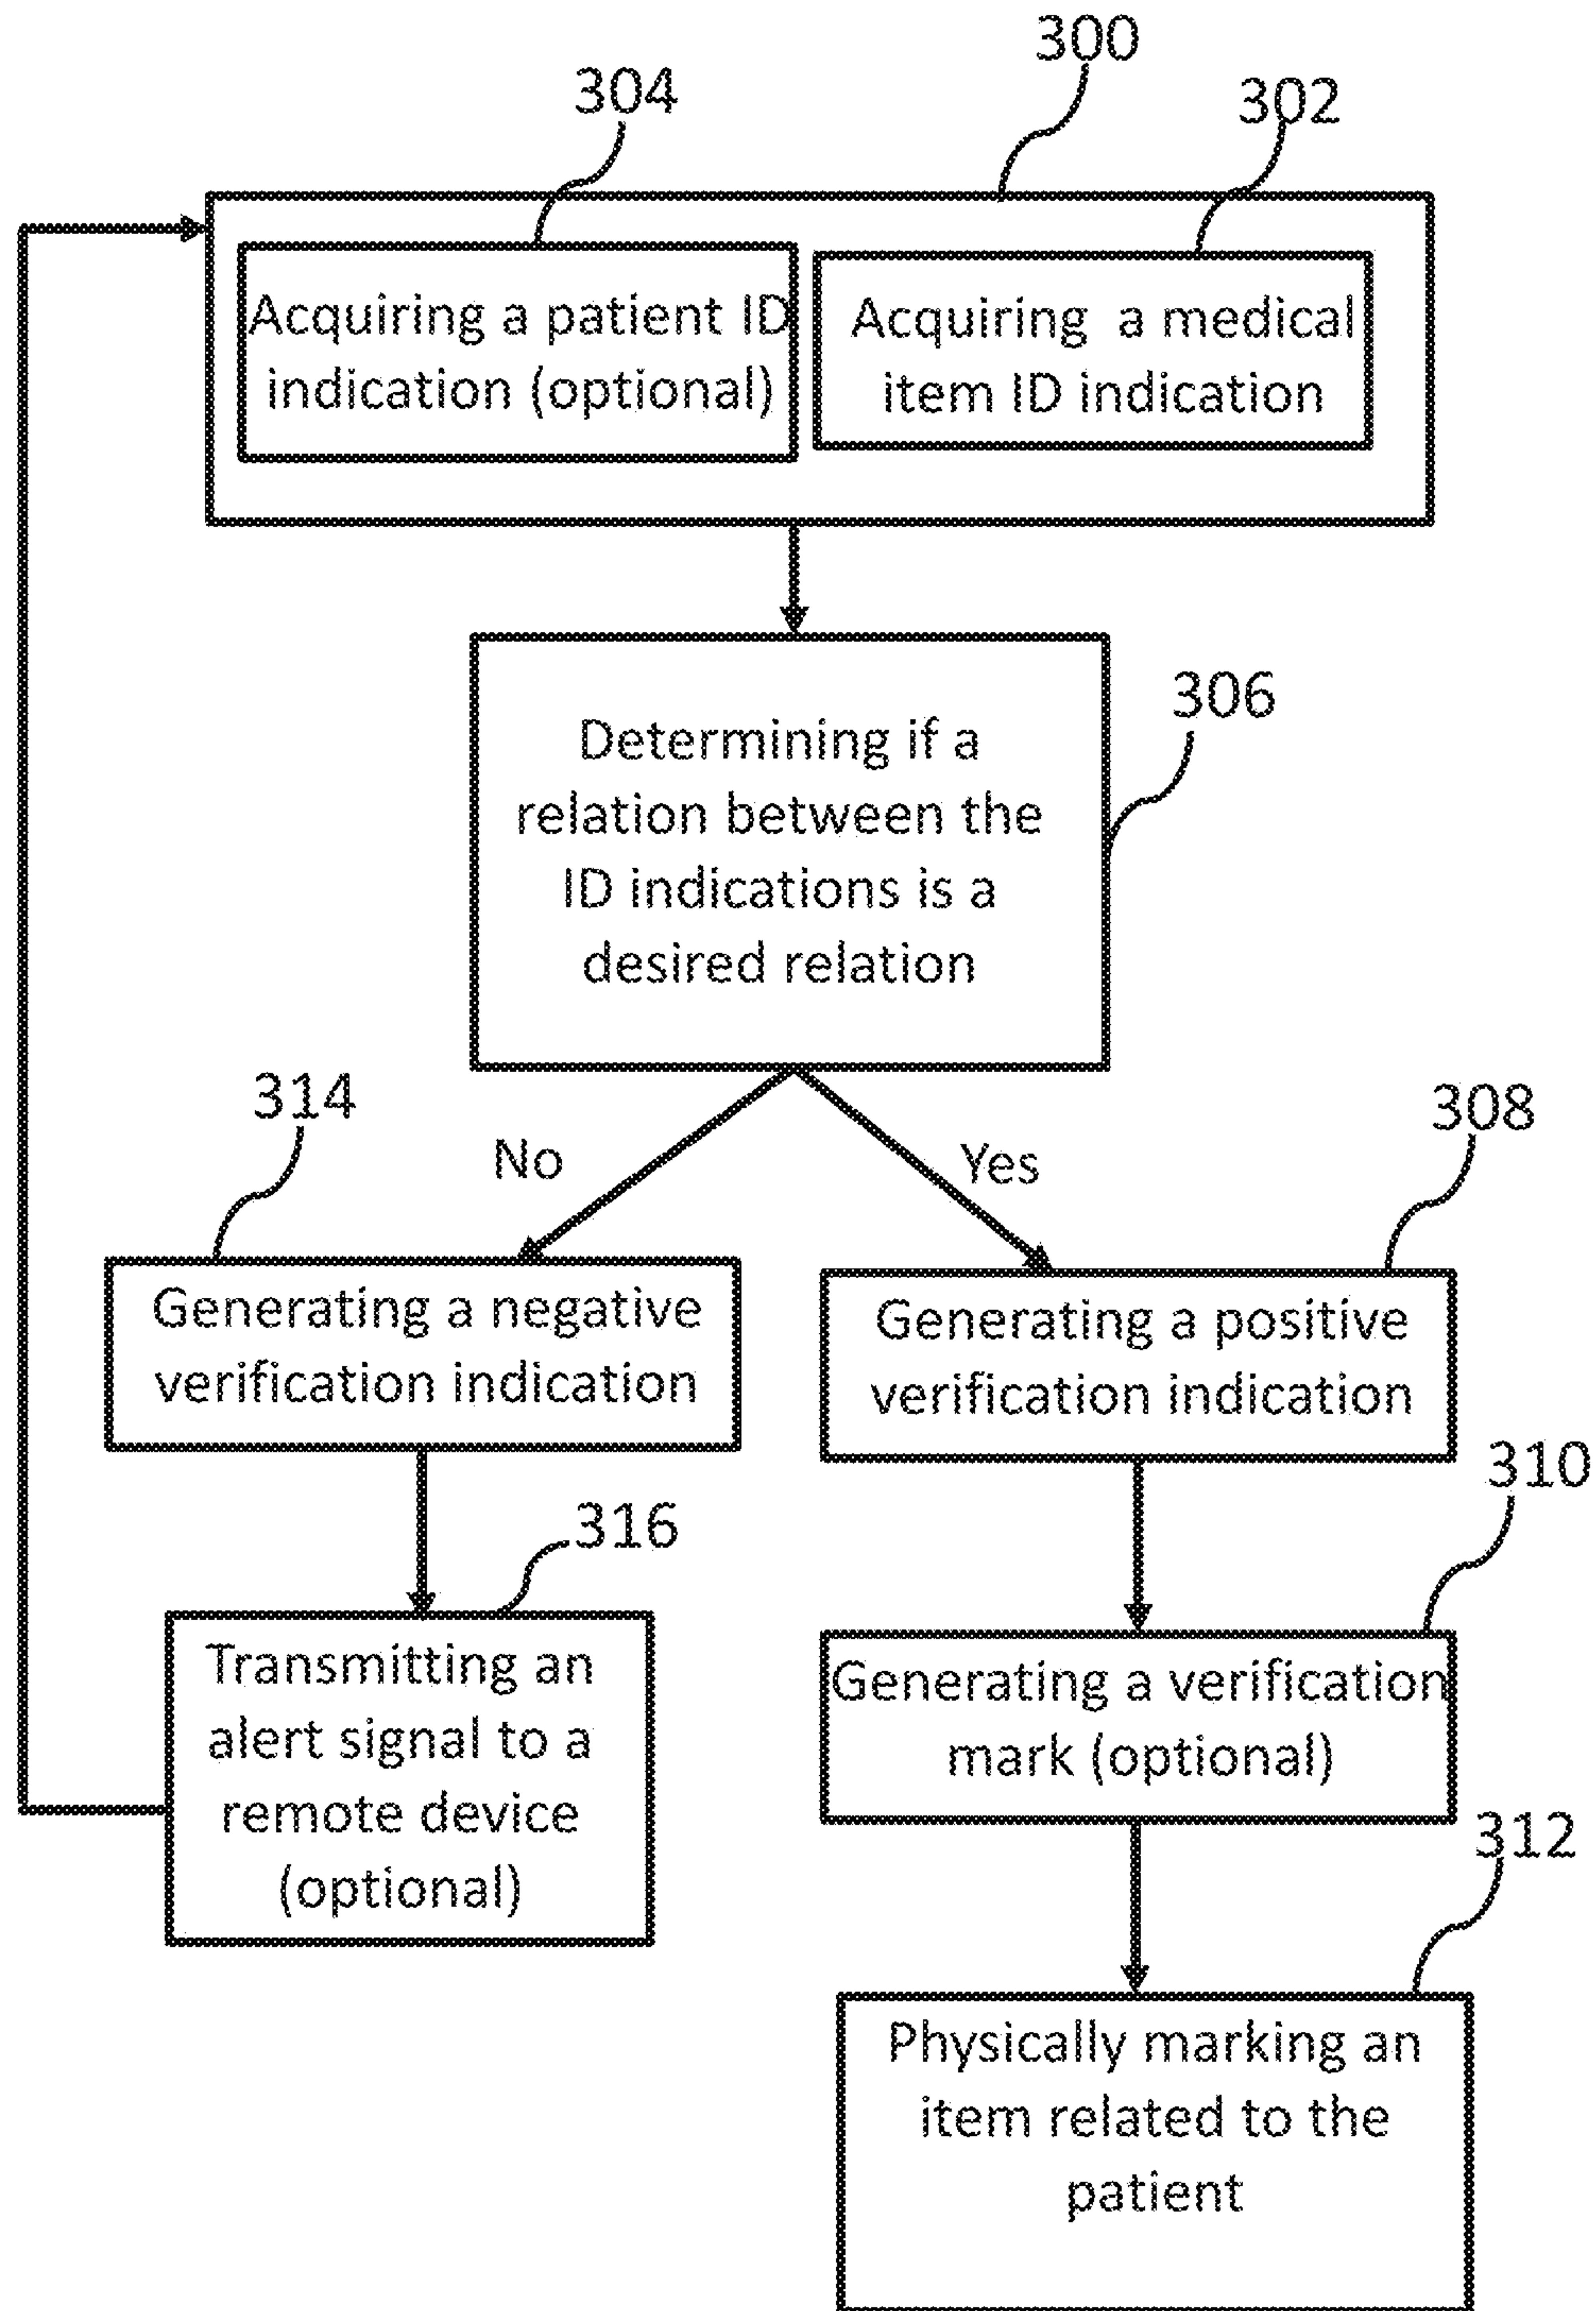 300
304
302
Acquiring a patient ID
indication (optional)
Acquiring a medical
item ID indication
306
Determining if a
relation between the
ID indications is a
desired relation
314
308
No
Yes
Generating a negative
verification indication
Generating a positive
verification indication
310
316
Transmitting an
alert signal to a
remote device
(optional)
Generating a verification
mark (optional)
312
Physically marking an
item related to the
patient